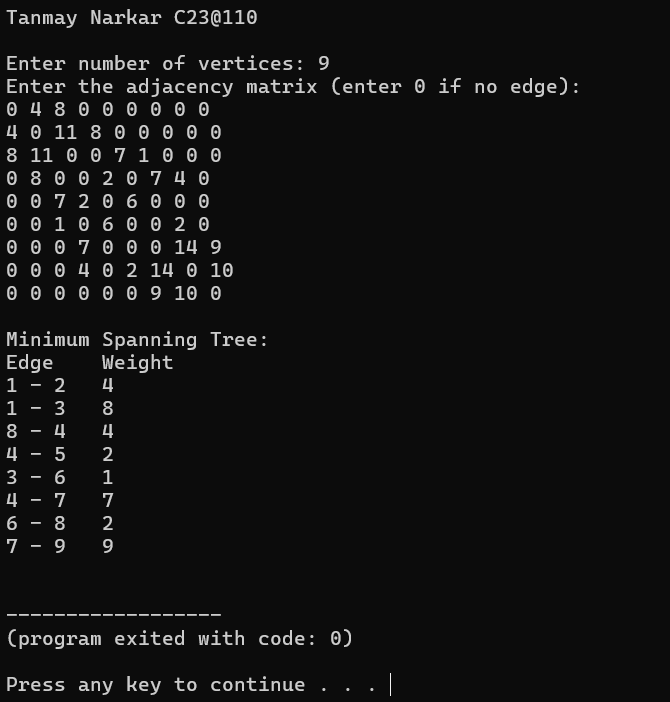 Tanmay Narkar C23@110
Enter number of vertices: 9
Enter the adjacency matrix (enter 0 if no edge):
0 4 8 0 0 0 0 0 0
4 0 11 8 0 0 0 0 0
8 11 0 0 7 1 0 0 0
0 8 0 0 2 0 7 4 0
0 0 7 2 0 6 0 0 0
0 0 1 0 6 0 0 2 0
0 0 0 7 0 0 0 14 9
0 0 0 4 0 2 14 0 10
0 0 0 0 0 0 9 10 0
Minimum Spanning Tree:
Edge    Weight
1 - 2   4
1 - 3   8
8 - 4   4
4 - 5   2
3 - 6   1
4 - 7   7
6 - 8   2
7 - 9   9
------------------
(program exited with code: 0)
Press any key to continue . . .